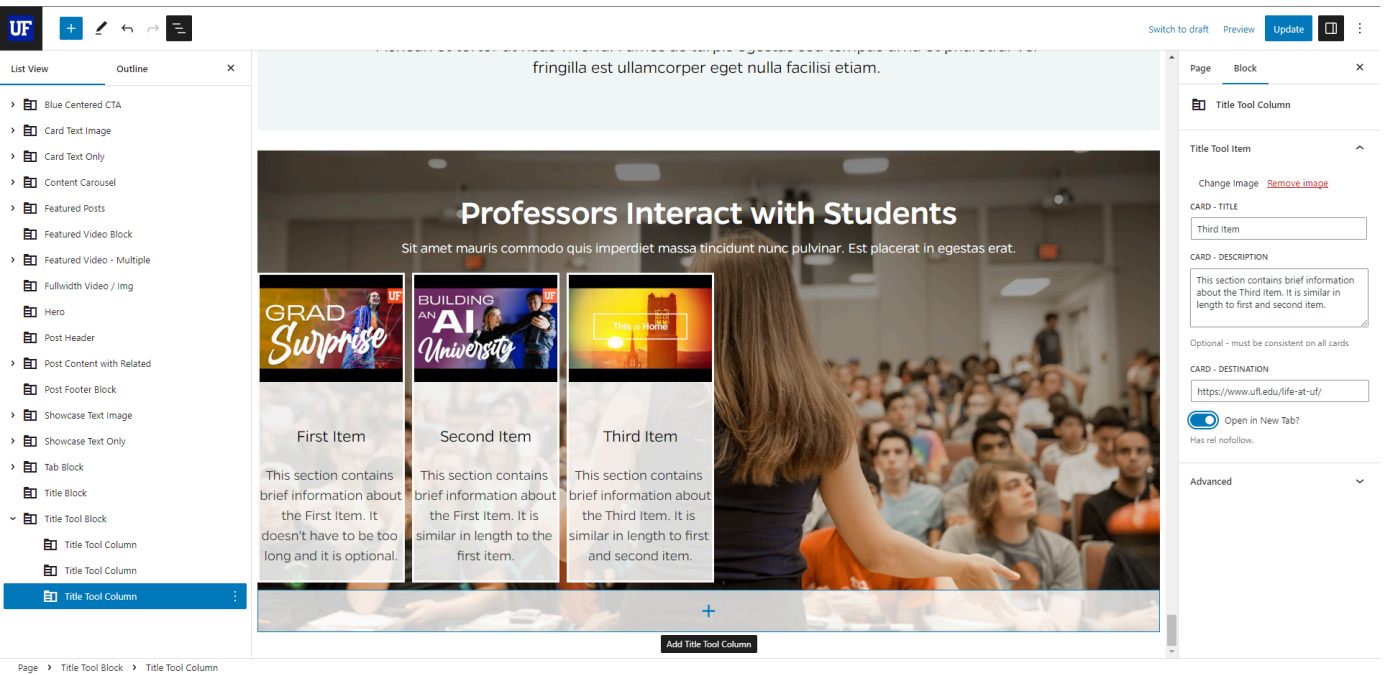 UF
Switch to draft
Preview
Update
List View
Outline
Blue Centered CTA
Card Text Image
Card Text Only
Content Carousel
Featured Posts
Featured Video Block
Featured Video - Multiple
Fullwidth Video / Img
Hero
Post Header
Post Content with Related
Post Footer Block
Showcase Text Image
Showcase Text Only
Tab Block
Title Block
Title Tool Block
Title Tool Column
Title Tool Column
Title Tool Column
fringilla est ullamcorper eget nulla facilisi etiam.
Professors Interact with Students
Sit amet mauris commodo quis imperdiet massa tincidunt nunc pulvinar. Est placerat in egestas erat.
UF
GRAD
Surprise
First Item
This section contains
brief information about
the First Item. It
doesn't have to be too
long and it is optional.
UF
BUILDING
AN AI
University
Second Item
This section contains
brief information about
the First Item. It is
similar in length to the
first item.
This is Home
Third Item
This section contains
brief information about
the Third Item. It is
similar in length to first
and second item.
+
Add Title Tool Column
Page
Block
Title Tool Column
Title Tool Item
Change Image Remove image
CARD - TITLE
Third Item
CARD - DESCRIPTION
This section contains brief information
about the Third Item. It is similar in
length to first and second item.
Optional - must be consistent on all cards
CARD - DESTINATION
https://www.ufl.edu/life-at-uf/
Open in New Tab?
Has rel nofollow.
Advanced
Page > Title Tool Block > Title Tool Column